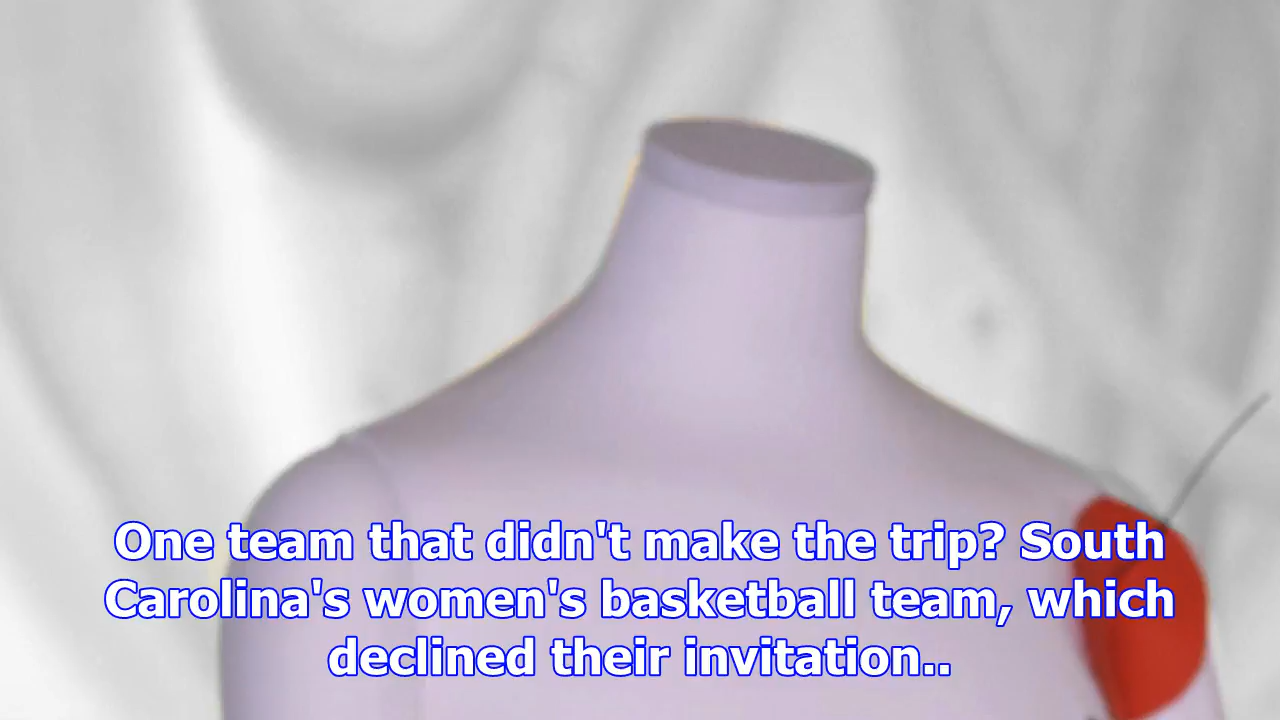 One team that didn't make the trip? South
Carolina's women's basketball team, which
declined their invitation..